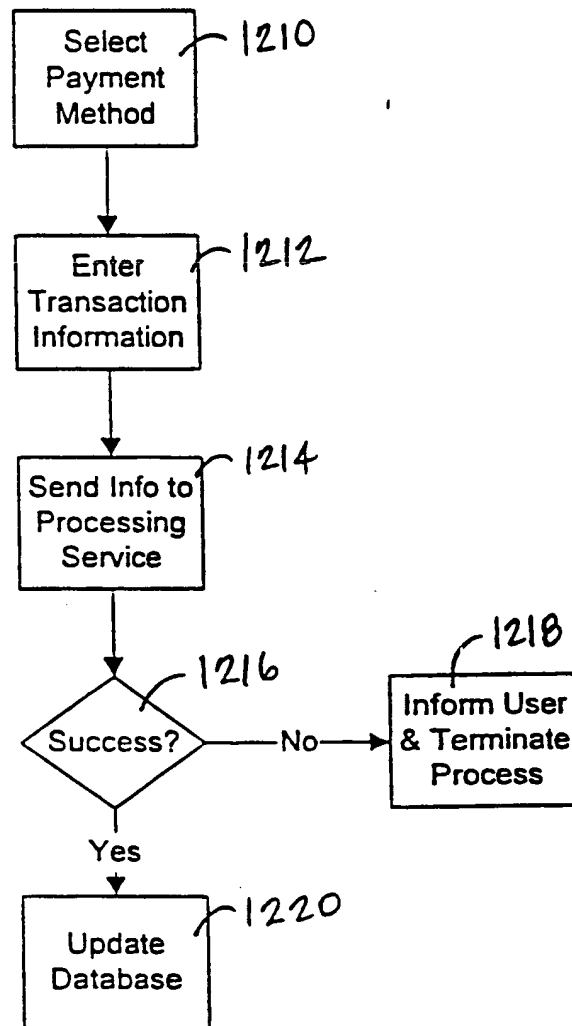 Select
Payment
Method
1210
Enter
Transaction
Information
1212
Send Info to
Processing
Service
1214
Success?
1216
No
Inform User
& Terminate
Process
1218
Yes
Update
Database
1220